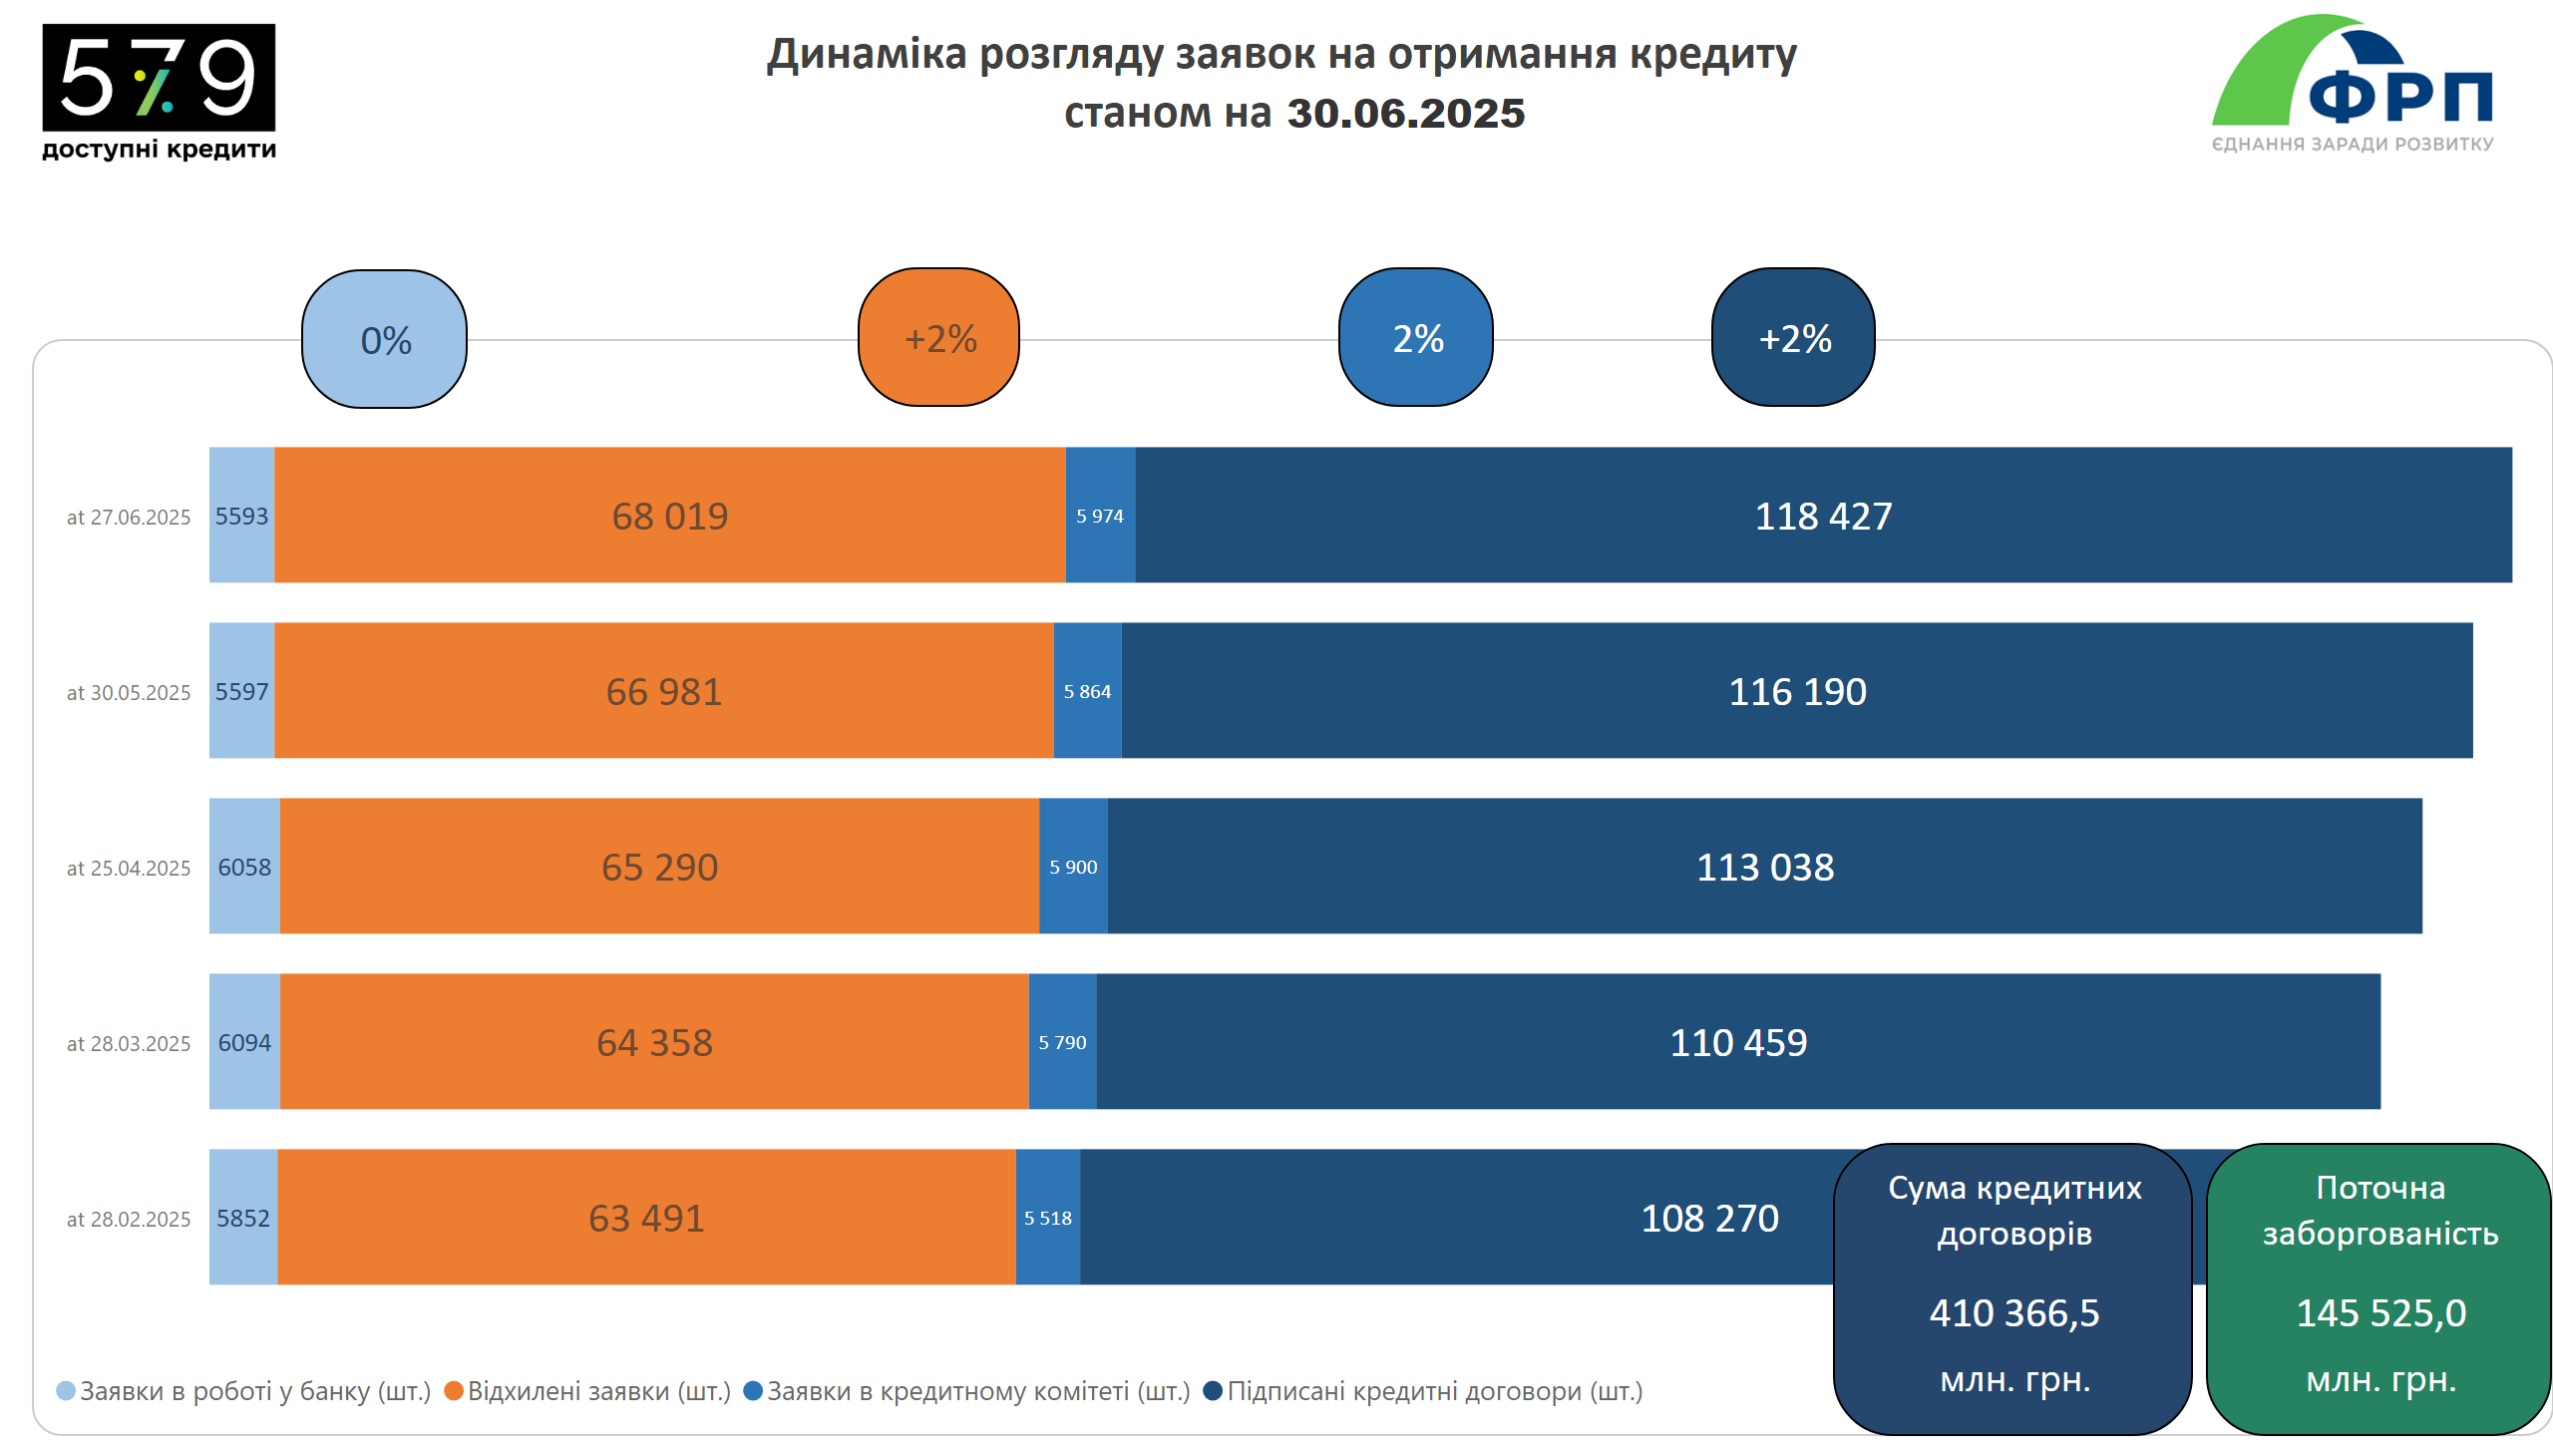 5%7%9
доступні кредити
Динаміка розгляду заявок на отримання кредиту
станом на 30.06.2025
ФРП
ЄДНАННЯ ЗАРАДИ РОЗВИТКУ
0%
+2%
2%
+2%
at 27.06.2025
5593
68 019
5 974
118 427
at 30.05.2025
5597
66 981
5 864
116 190
at 25.04.2025
6058
65 290
5 900
113 038
at 28.03.2025
6094
64 358
5 790
110 459
at 28.02.2025
5852
63 491
5 518
108 270
Сума кредитних
договорів
410 366,5
млн. грн.
Поточна
заборгованість
145 525,0
млн. грн.
Заявки в роботі у банку (шт.)
Відхилені заявки (шт.)
Заявки в кредитному комітеті (шт.)
Підписані кредитні договори (шт.)